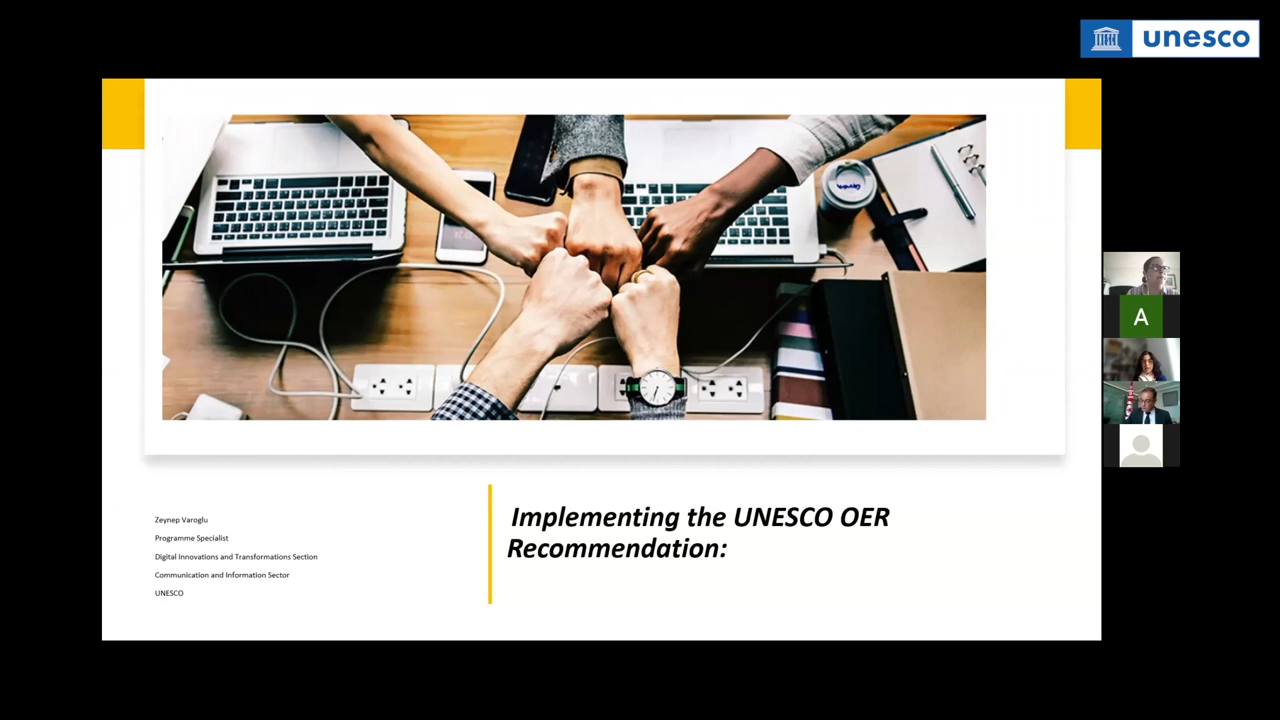 unesco
A
Zeynep Varoglu
Programme Specialist
Digital Innovations and Transformations Section
Communication and Information Sector
UNESCO
Implementing the UNESCO OER
Recommendation: